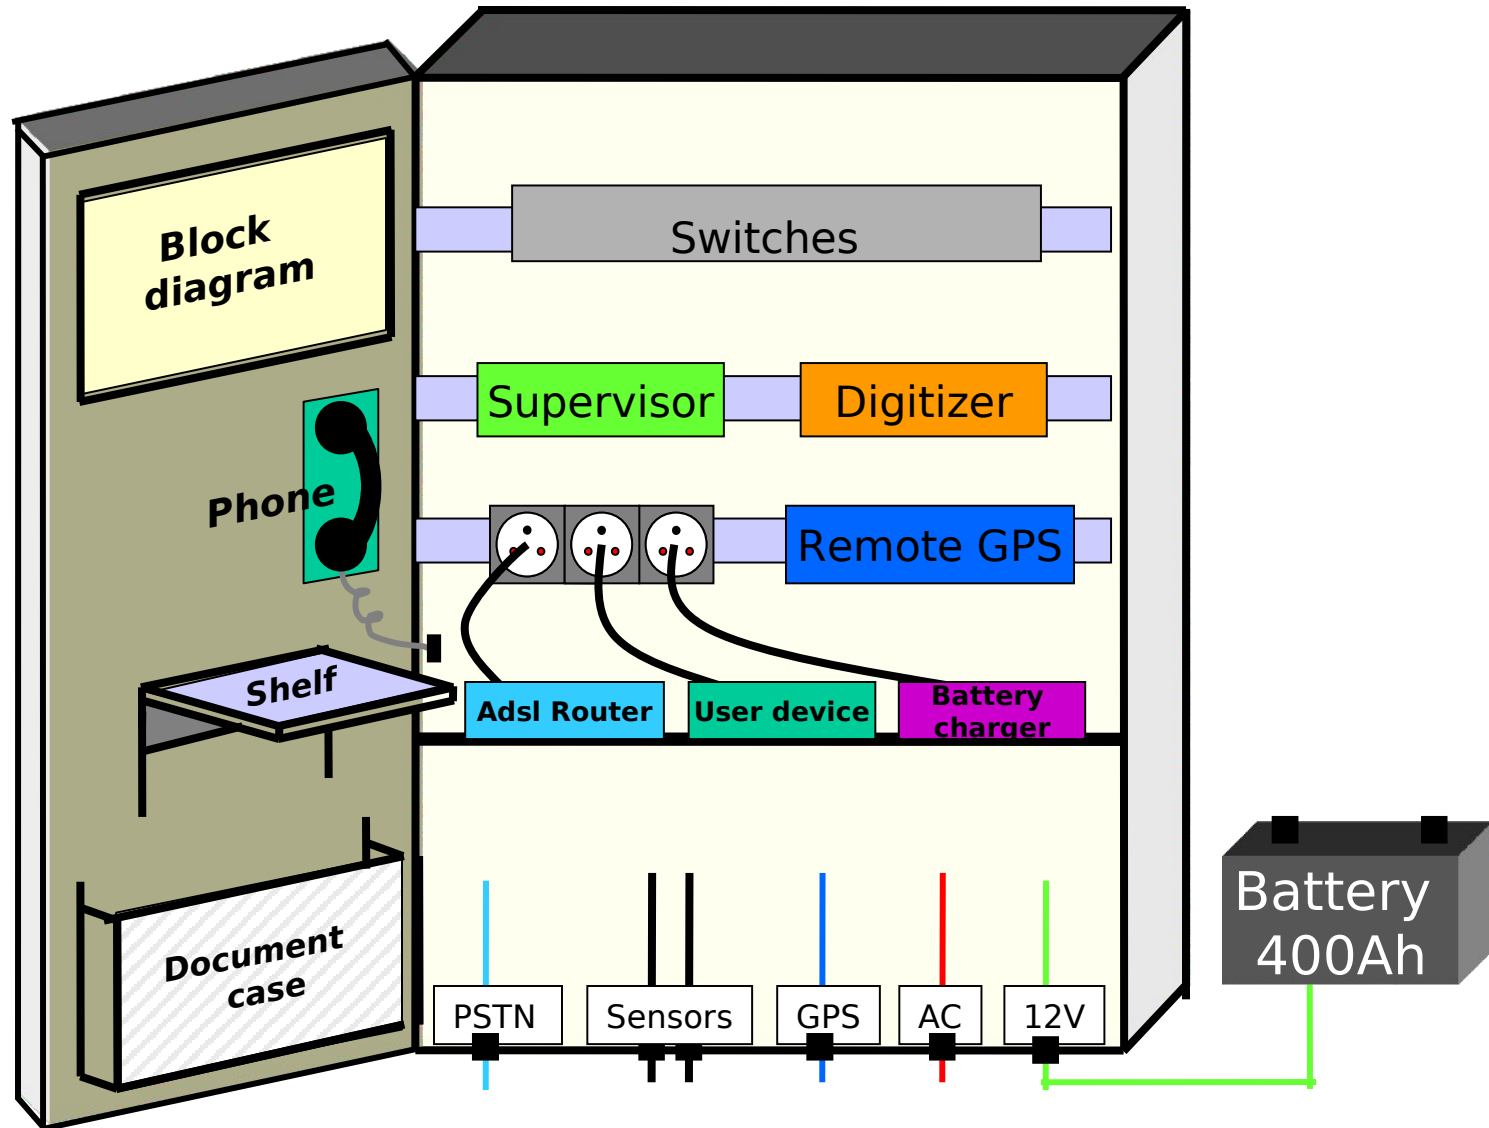 Block
diagram
Phone
Shelf
Document
case
Switches
Supervisor
Digitizer
Remote GPS
Adsl Router
User device
Battery
charger
PSTN
Sensors
GPS
AC
12V
Battery
400Ah